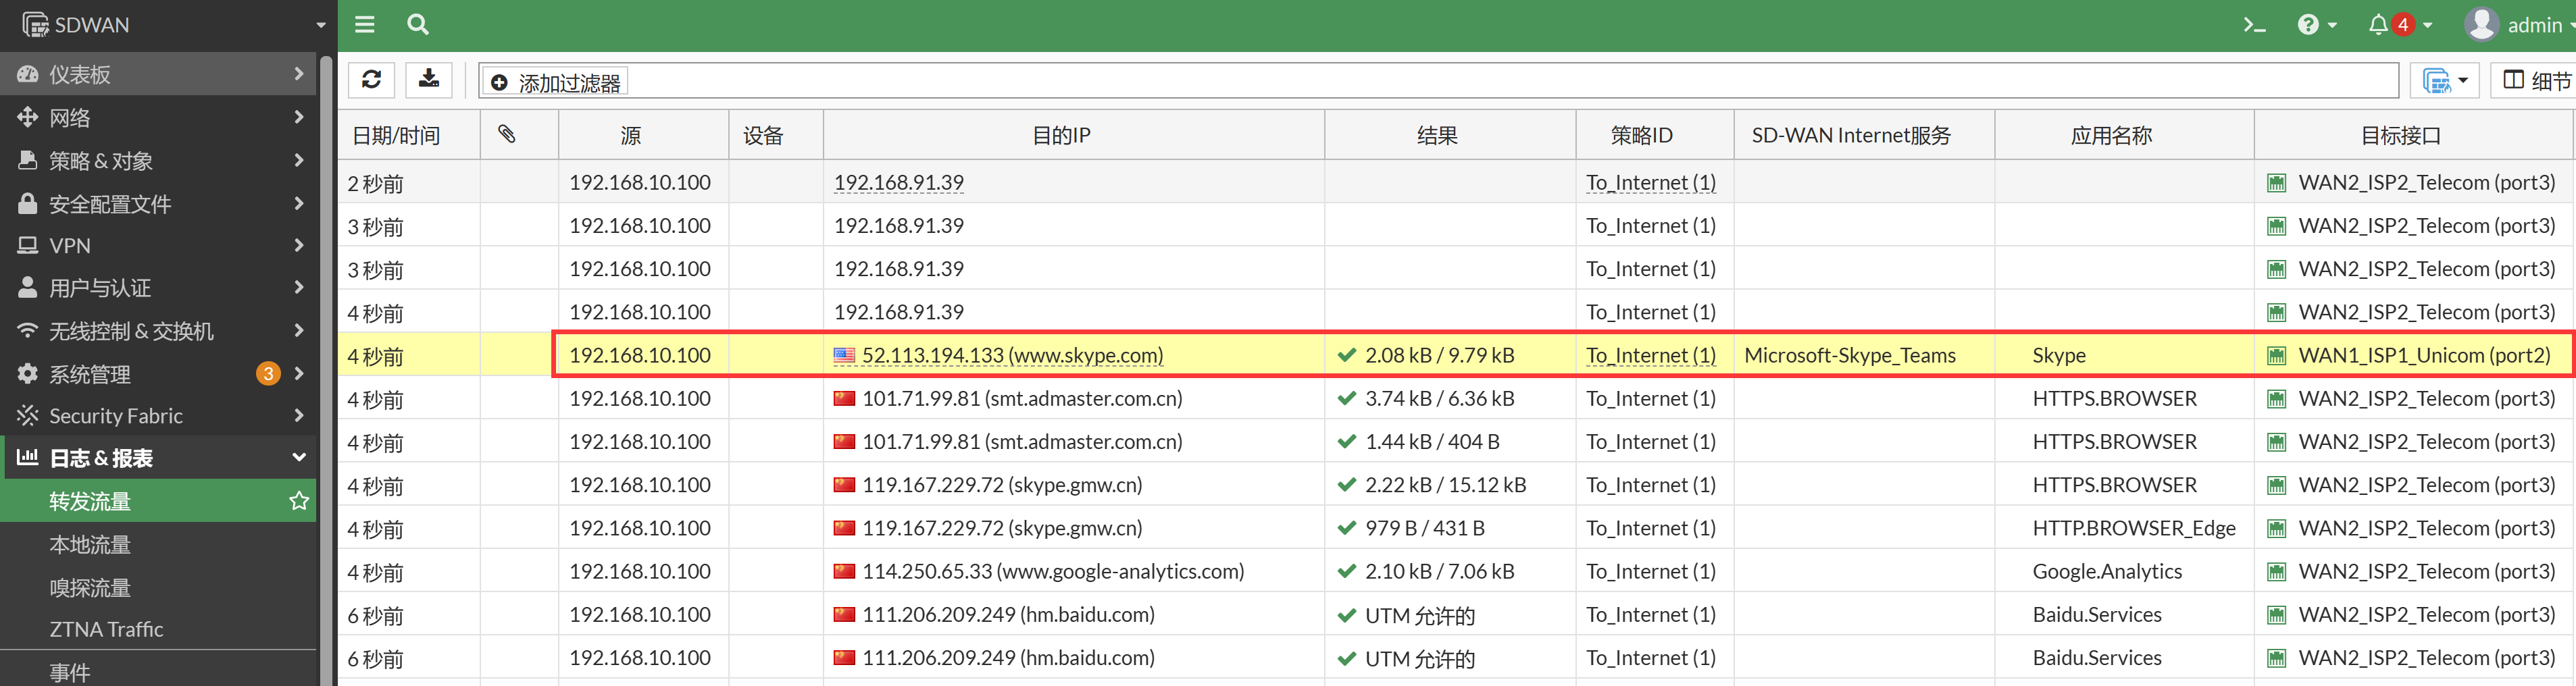 SDWAN
4
admin
仪表板
网络
策略 & 对象
安全配置文件
VPN
用户与认证
无线控制 & 交换机
系统管理 3
Security Fabric
日志 & 报表
转发流量
本地流量
嗅探流量
ZTNA Traffic
事件
添加过滤器
细节
日期/时间 源 设备 目的IP 结果 策略ID SD-WAN Internet服务 应用名称 目标接口
2 秒前 192.168.10.100 192.168.91.39 To_Internet (1) WAN2_ISP2_Telecom (port3)
3 秒前 192.168.10.100 192.168.91.39 To_Internet (1) WAN2_ISP2_Telecom (port3)
3 秒前 192.168.10.100 192.168.91.39 To_Internet (1) WAN2_ISP2_Telecom (port3)
4 秒前 192.168.10.100 192.168.91.39 To_Internet (1) WAN2_ISP2_Telecom (port3)
4 秒前 192.168.10.100 52.113.194.133 (www.skype.com) 2.08 kB / 9.79 kB To_Internet (1) Microsoft-Skype_Teams Skype WAN1_ISP1_Unicom (port2)
4 秒前 192.168.10.100 101.71.99.81 (smt.admaster.com.cn) 3.74 kB / 6.36 kB To_Internet (1) HTTPS.BROWSER WAN2_ISP2_Telecom (port3)
4 秒前 192.168.10.100 101.71.99.81 (smt.admaster.com.cn) 1.44 kB / 404 B To_Internet (1) HTTPS.BROWSER WAN2_ISP2_Telecom (port3)
4 秒前 192.168.10.100 119.167.229.72 (skype.gmw.cn) 2.22 kB / 15.12 kB To_Internet (1) HTTPS.BROWSER WAN2_ISP2_Telecom (port3)
4 秒前 192.168.10.100 119.167.229.72 (skype.gmw.cn) 979 B / 431 B To_Internet (1) HTTP.BROWSER_Edge WAN2_ISP2_Telecom (port3)
4 秒前 192.168.10.100 114.250.65.33 (www.google-analytics.com) 2.10 kB / 7.06 kB To_Internet (1) Google.Analytics WAN2_ISP2_Telecom (port3)
6 秒前 192.168.10.100 111.206.209.249 (hm.baidu.com) UTM 允许的 To_Internet (1) Baidu.Services WAN2_ISP2_Telecom (port3)
6 秒前 192.168.10.100 111.206.209.249 (hm.baidu.com) UTM 允许的 To_Internet (1) Baidu.Services WAN2_ISP2_Telecom (port3)